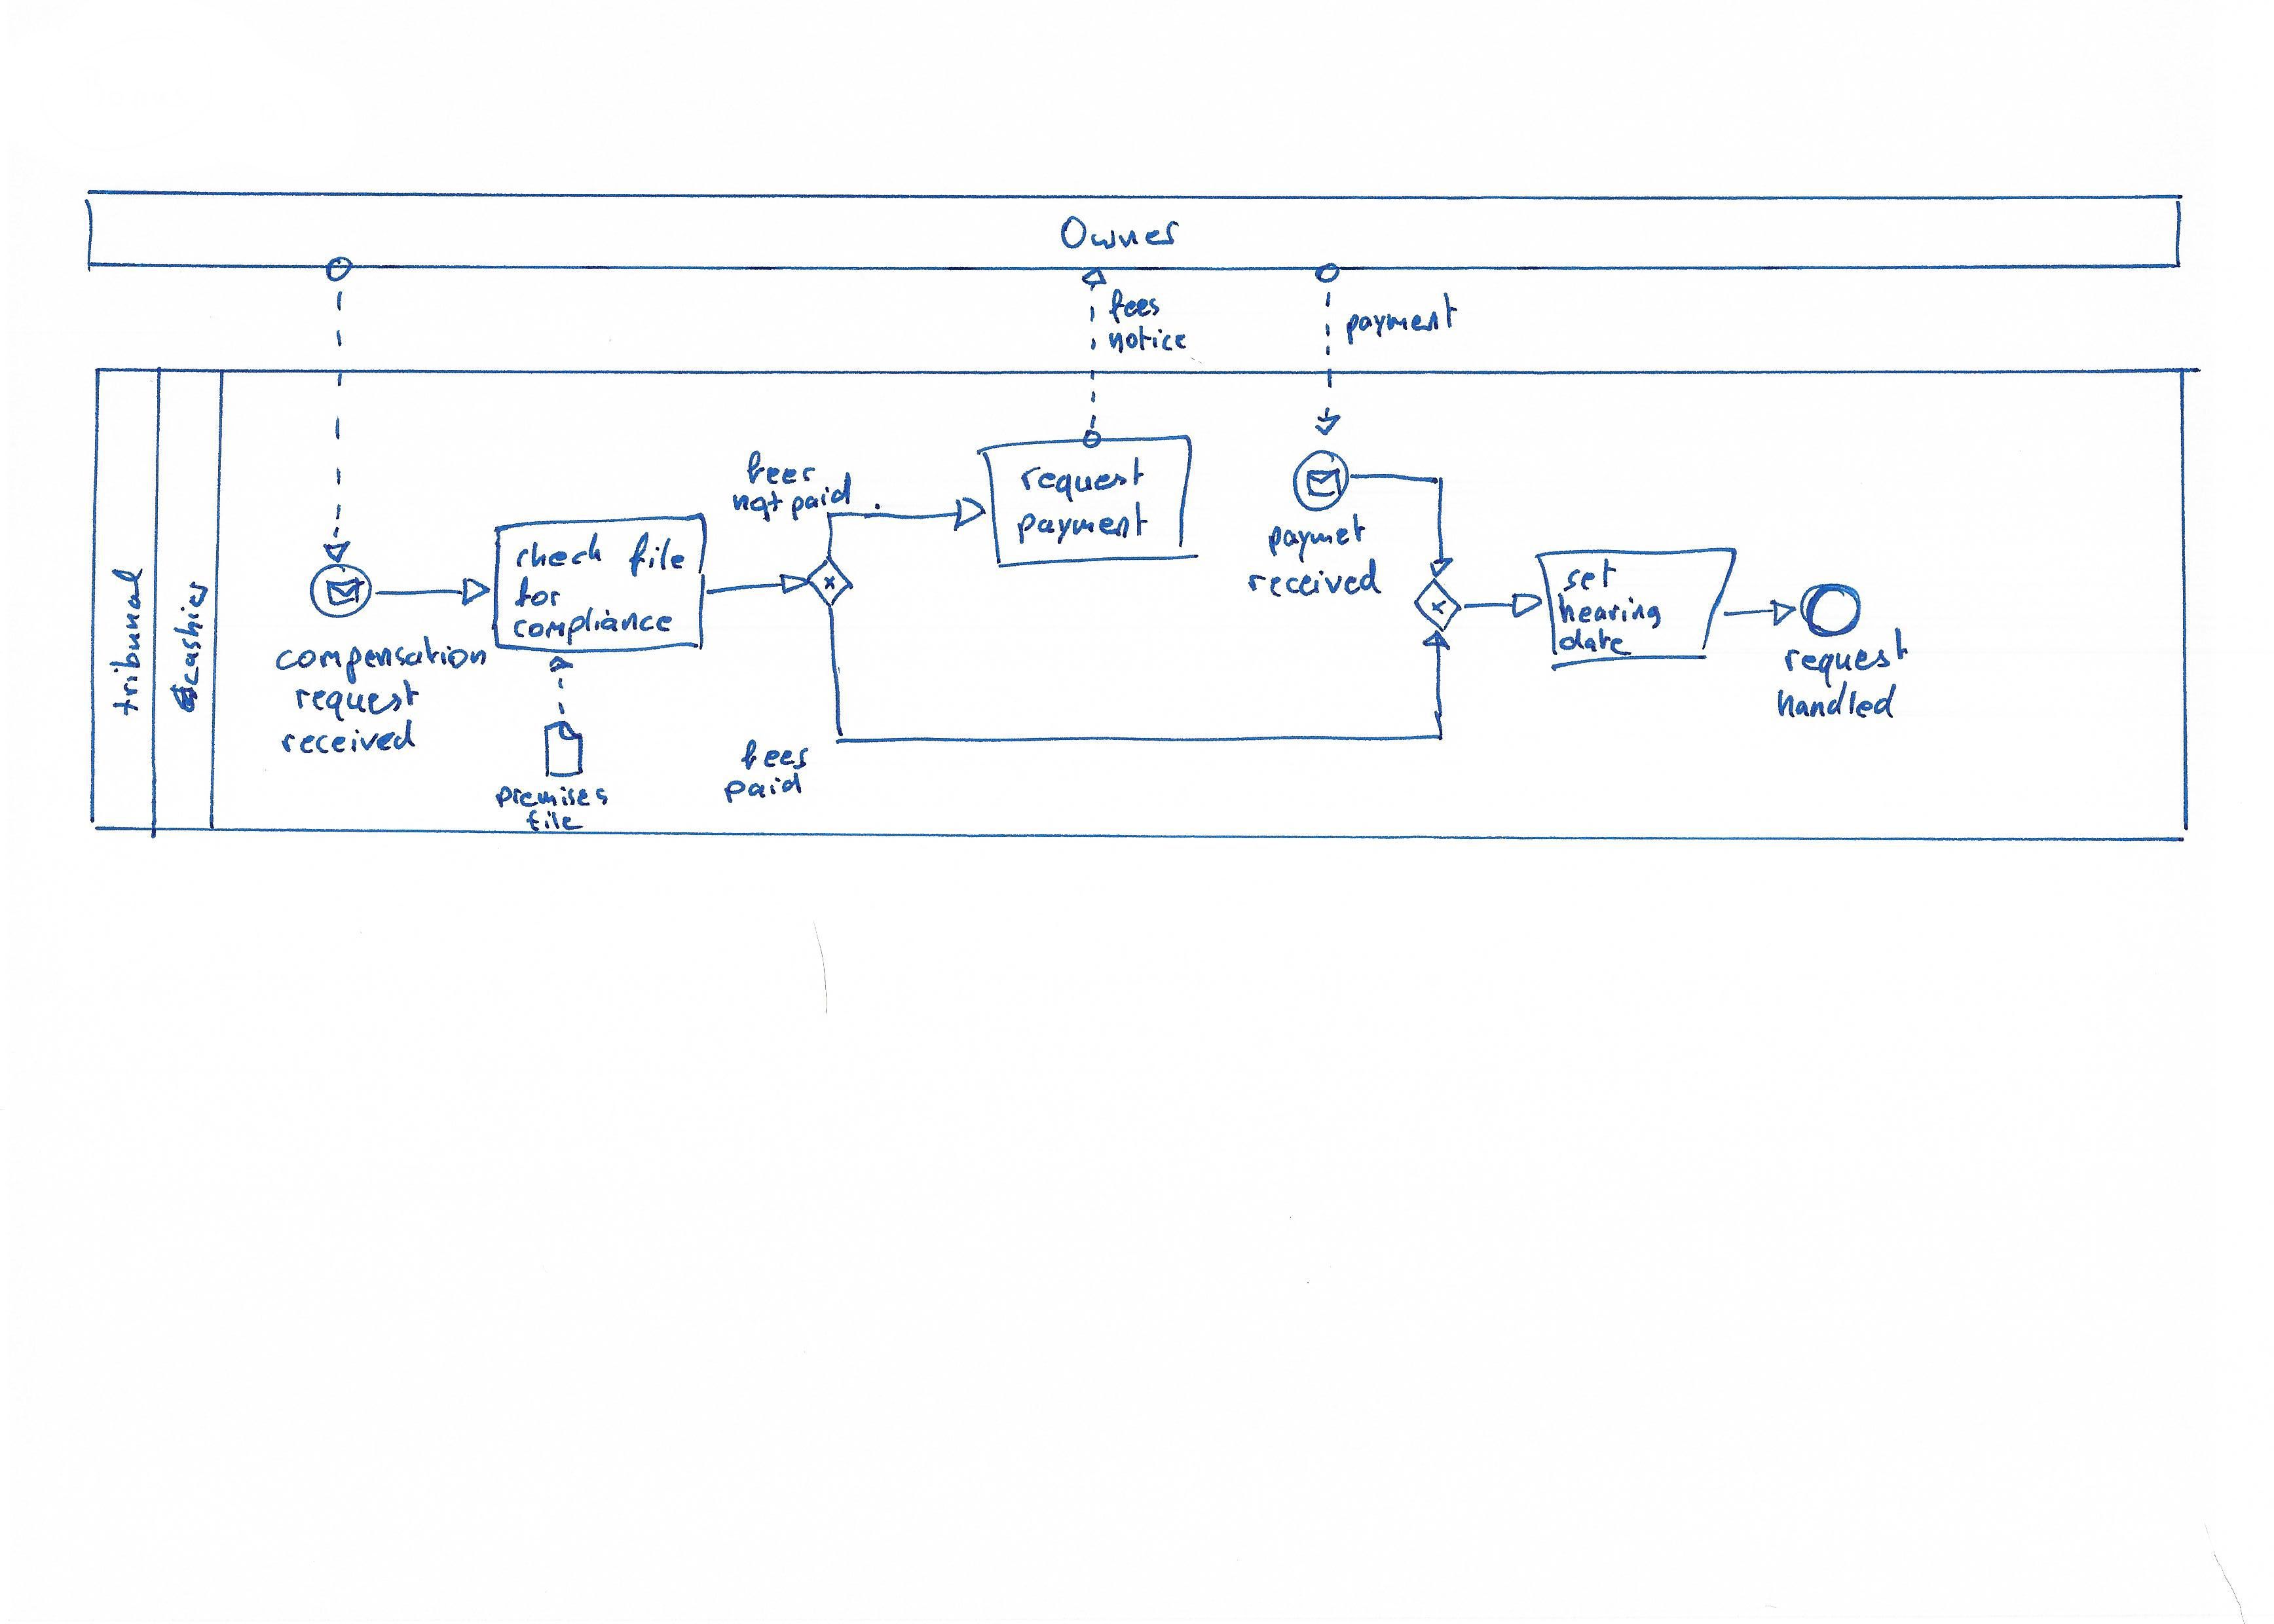 Owner
fees
notice
payment
tribunal
cashier
compensation
request
received
check file
for
compliance
premises
file
fees
not paid
fees
paid
request
payment
paymet
received
set
hearing
date
request
handled